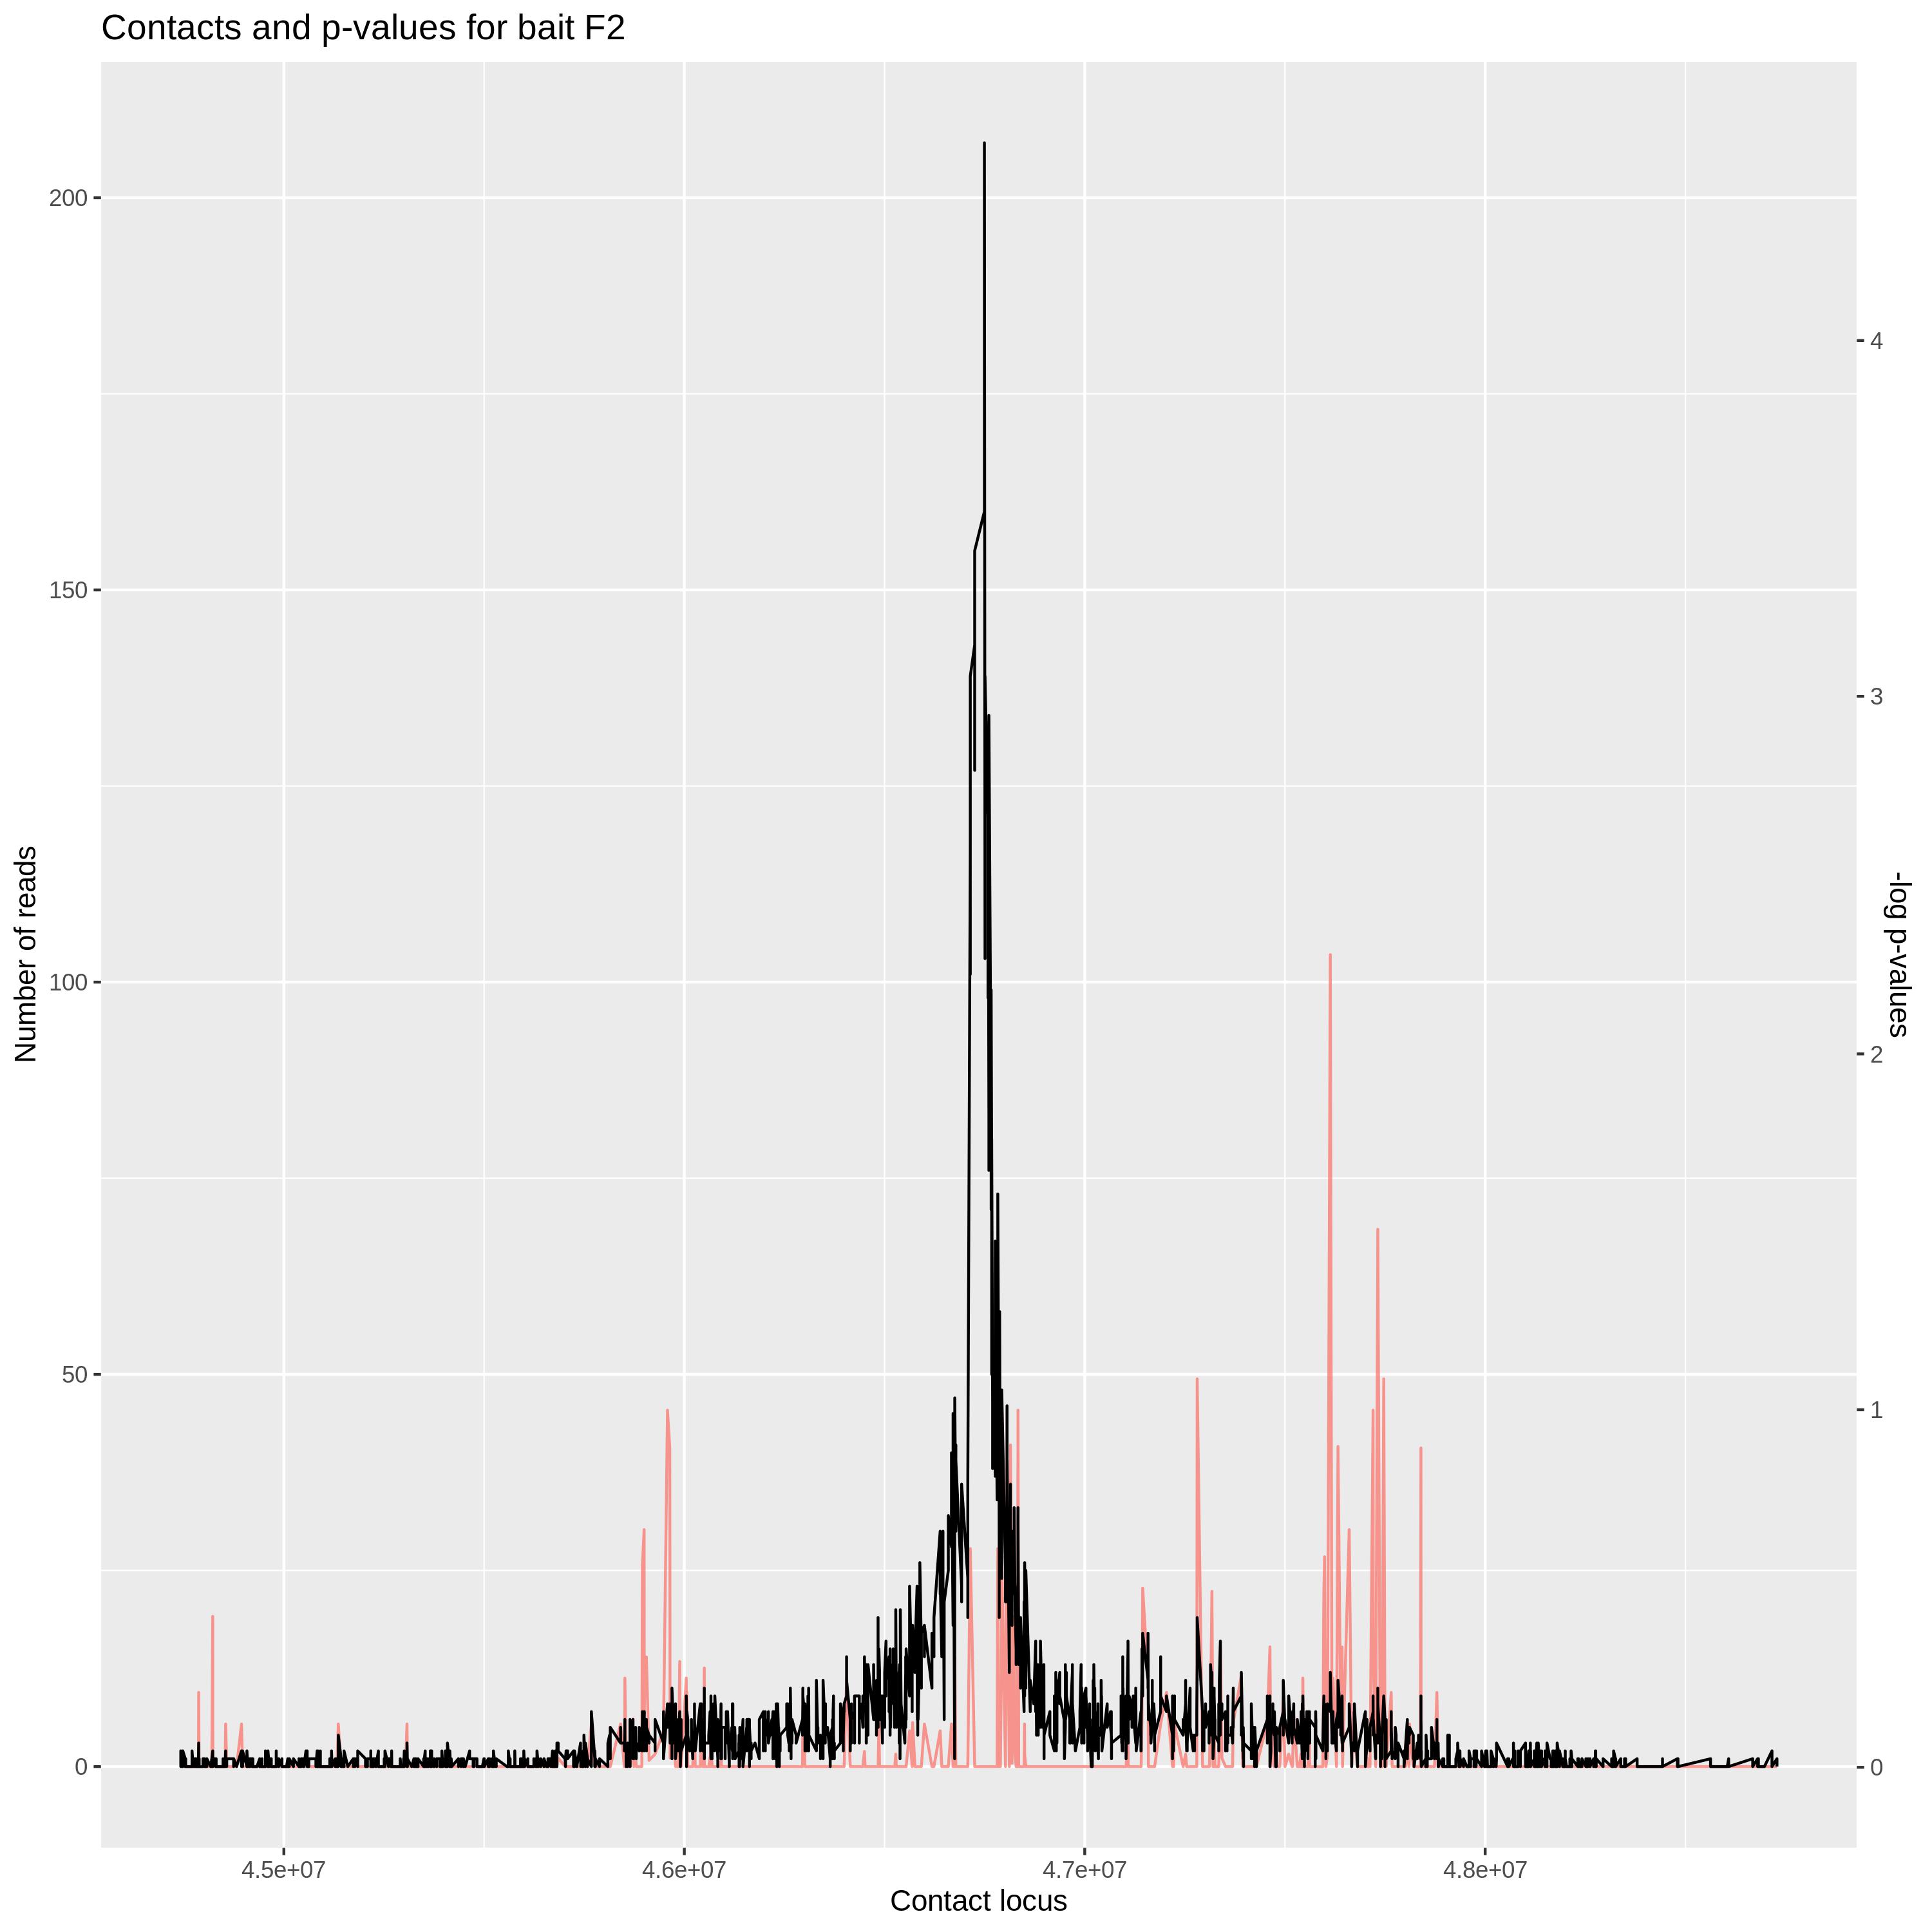 Contacts and p-values for bait F2
200
150
100
50
0
Number of reads
4
3
2
1
0
-log p-values
4.5e+07 4.6e+07 4.7e+07 4.8e+07
Contact locus